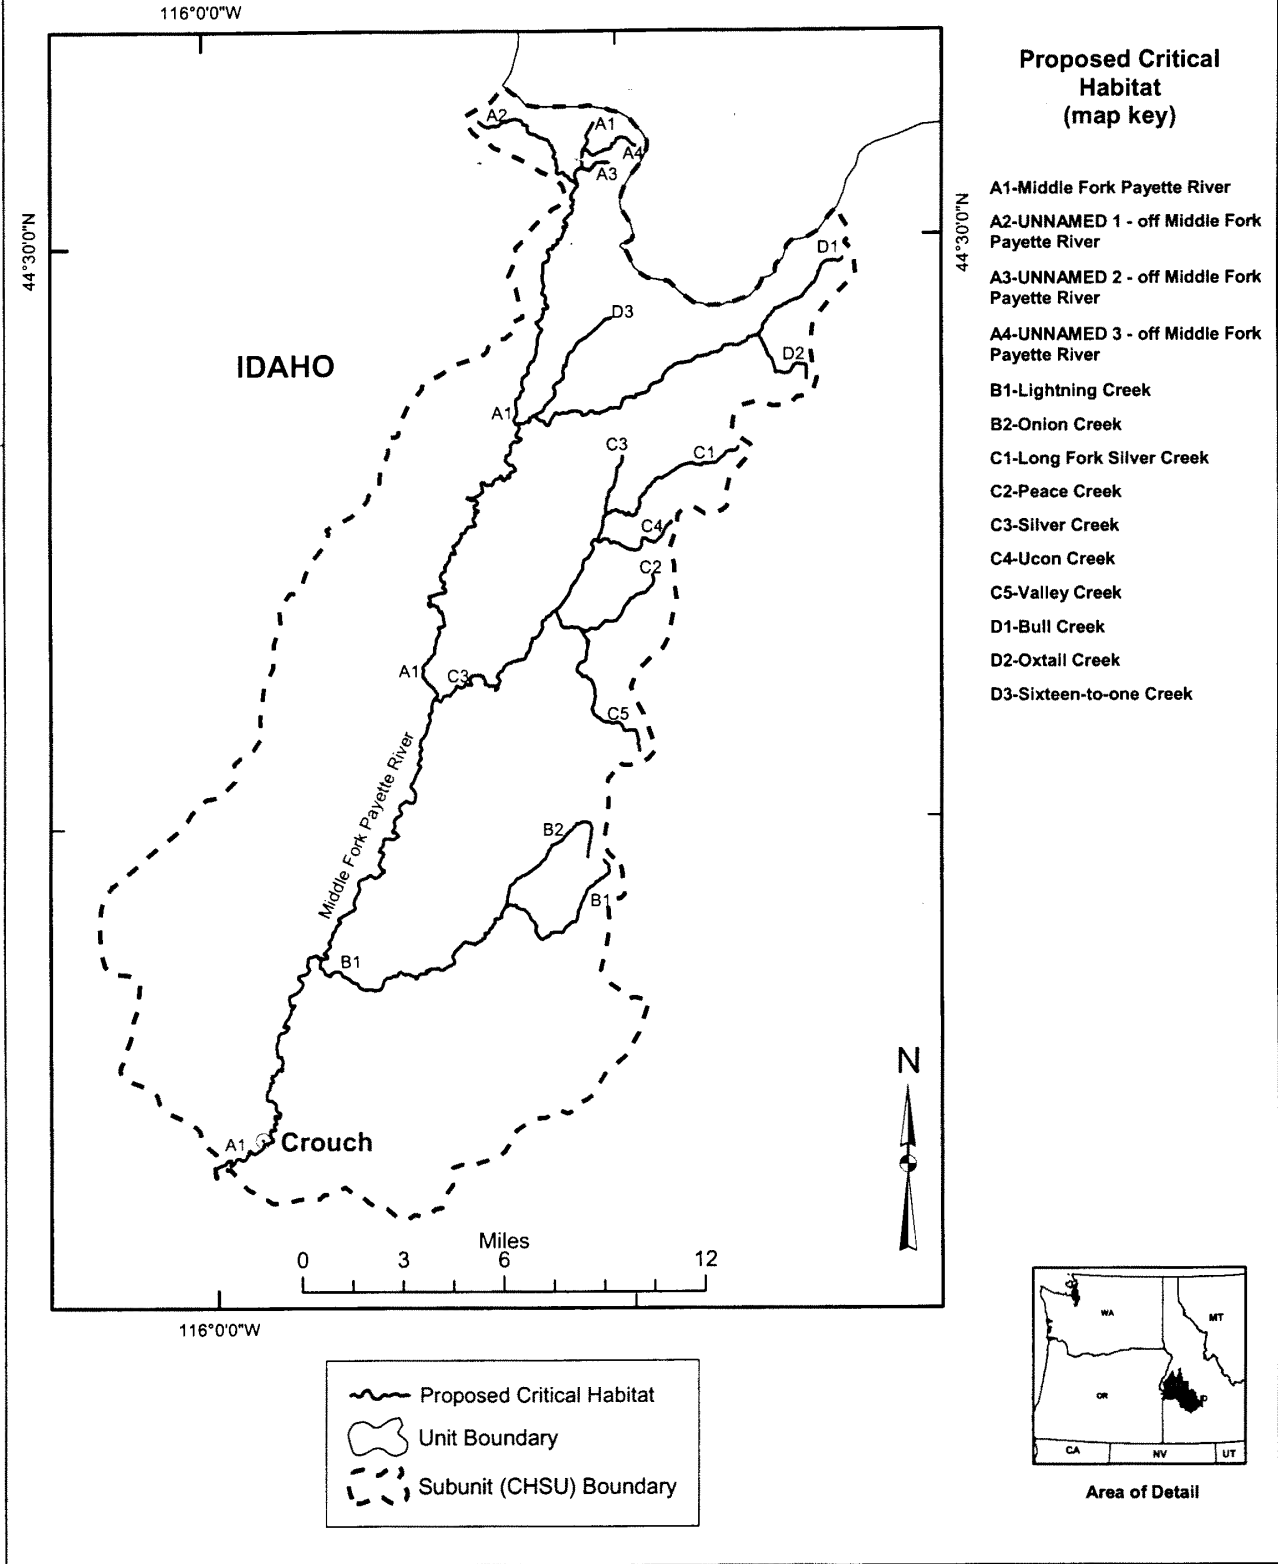 116°0'0"W
Proposed Critical
Habitat
(map key)
A1-Middle Fork Payette River
A2-UNNAMED 1 - off Middle Fork
Payette River
A3-UNNAMED 2 - off Middle Fork
Payette River
A4-UNNAMED 3 - off Middle Fork
Payette River
B1-Lightning Creek
B2-Onion Creek
C1-Long Fork Silver Creek
C2-Peace Creek
C3-Silver Creek
C4-Ucon Creek
C5-Valley Creek
D1-Bull Creek
D2-Oxtail Creek
D3-Sixteen-to-one Creek
44°30'0"N
44°30'0"N
A2
A1
A4
A3
D1
D3
D2
IDAHO
A1
C3
C1
C4
C2
A1
C3
C5
Middle Fork Payette River
B2
B1
B1
A1
Crouch
N
Miles
0 3 6 12
116°0'0"W
Proposed Critical Habitat
Unit Boundary
Subunit (CHSU) Boundary
WA
MT
OR
ID
CA
NV
UT
Area of Detail